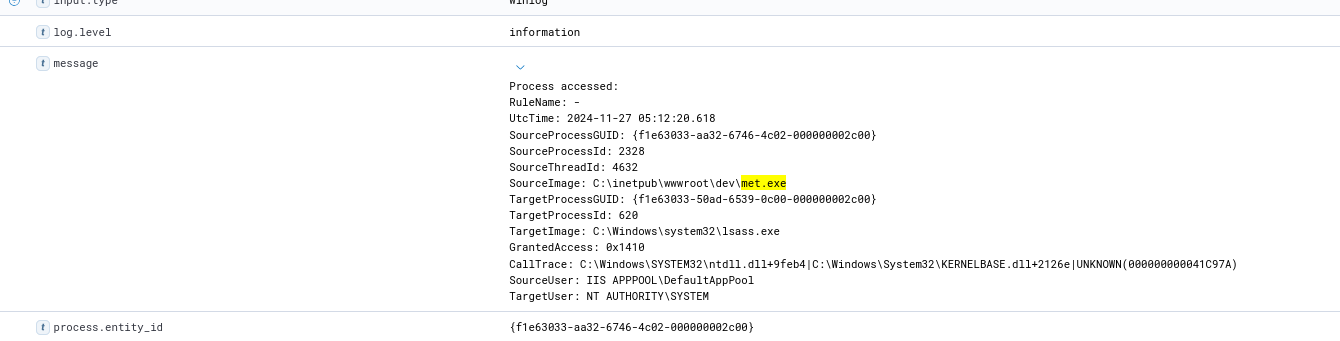 input.type winlog
t log.level information
t message
Process accessed:
RuleName: -
UtcTime: 2024-11-27 05:12:20.618
SourceProcessGUID: {f1e63033-aa32-6746-4c02-000000002c00}
SourceProcessId: 2328
SourceThreadId: 4632
SourceImage: C:\inetpub\wwwroot\dev\met.exe
TargetProcessGUID: {f1e63033-50ad-6539-0c00-000000002c00}
TargetProcessId: 620
TargetImage: C:\Windows\system32\lsass.exe
GrantedAccess: 0x1410
CallTrace: C:\Windows\SYSTEM32\ntdll.dll+9feb4|C:\Windows\System32\KERNELBASE.dll+2126e|UNKNOWN(000000000041C97A)
SourceUser: IIS APPPOOL\DefaultAppPool
TargetUser: NT AUTHORITY\SYSTEM
t process.entity_id {f1e63033-aa32-6746-4c02-000000002c00}